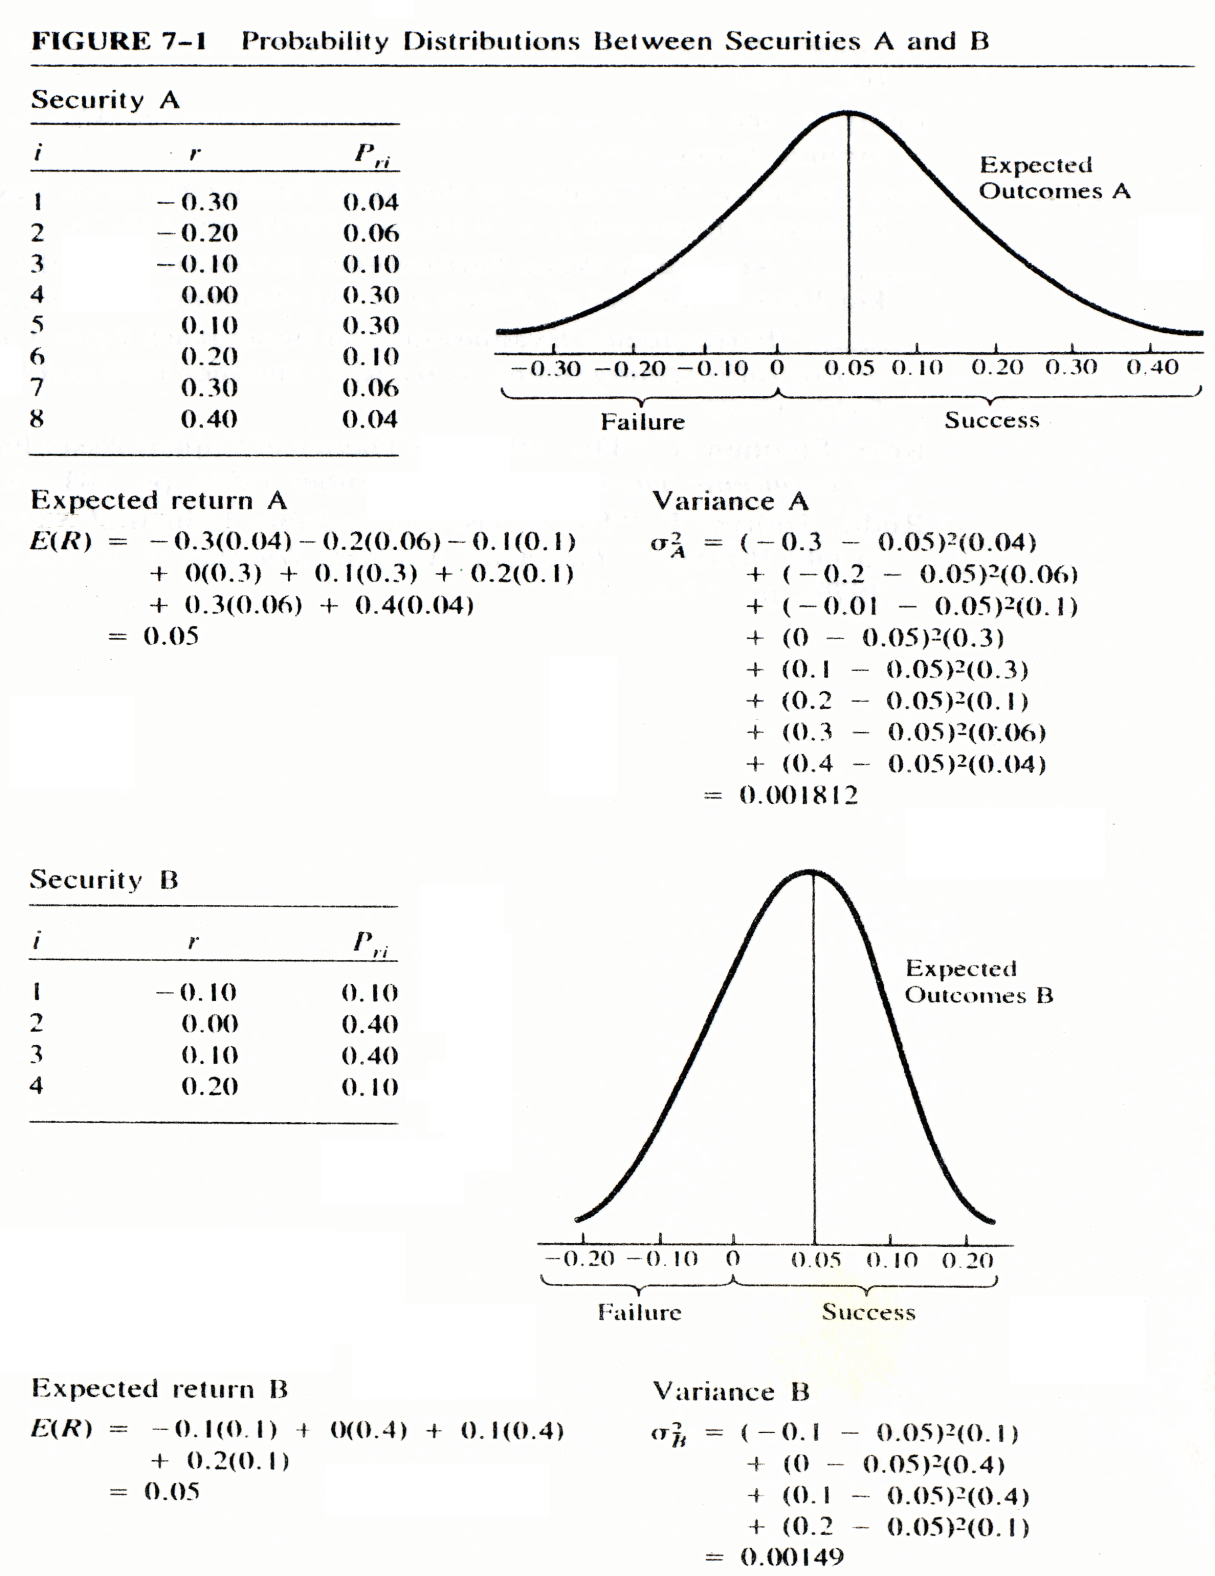 FIGURE 7–1 Probability Distributions Between Securities A and B
Security A
i r P_ri
1 −0.30 0.04
2 −0.20 0.06
3 −0.10 0.10
4 0.00 0.30
5 0.10 0.30
6 0.20 0.10
7 0.30 0.06
8 0.40 0.04
Expected
Outcomes A
−0.30 −0.20 −0.10 0 0.05 0.10 0.20 0.30 0.40
Failure Success
Expected return A
E(R) = −0.3(0.04) − 0.2(0.06) − 0.1(0.1)
+ 0(0.3) + 0.1(0.3) + 0.2(0.1)
+ 0.3(0.06) + 0.4(0.04)
= 0.05
Variance A
σ²_A = (−0.3 − 0.05)²(0.04)
+ (−0.2 − 0.05)²(0.06)
+ (−0.01 − 0.05)²(0.1)
+ (0 − 0.05)²(0.3)
+ (0.1 − 0.05)²(0.3)
+ (0.2 − 0.05)²(0.1)
+ (0.3 − 0.05)²(0.06)
+ (0.4 − 0.05)²(0.04)
= 0.001812
Security B
i r P_ri
1 −0.10 0.10
2 0.00 0.40
3 0.10 0.40
4 0.20 0.10
Expected
Outcomes B
−0.20 −0.10 0 0.05 0.10 0.20
Failure Success
Expected return B
E(R) = −0.1(0.1) + 0(0.4) + 0.1(0.4)
+ 0.2(0.1)
= 0.05
Variance B
σ²_B = (−0.1 − 0.05)²(0.1)
+ (0 − 0.05)²(0.4)
+ (0.1 − 0.05)²(0.4)
+ (0.2 − 0.05)²(0.1)
= 0.00149